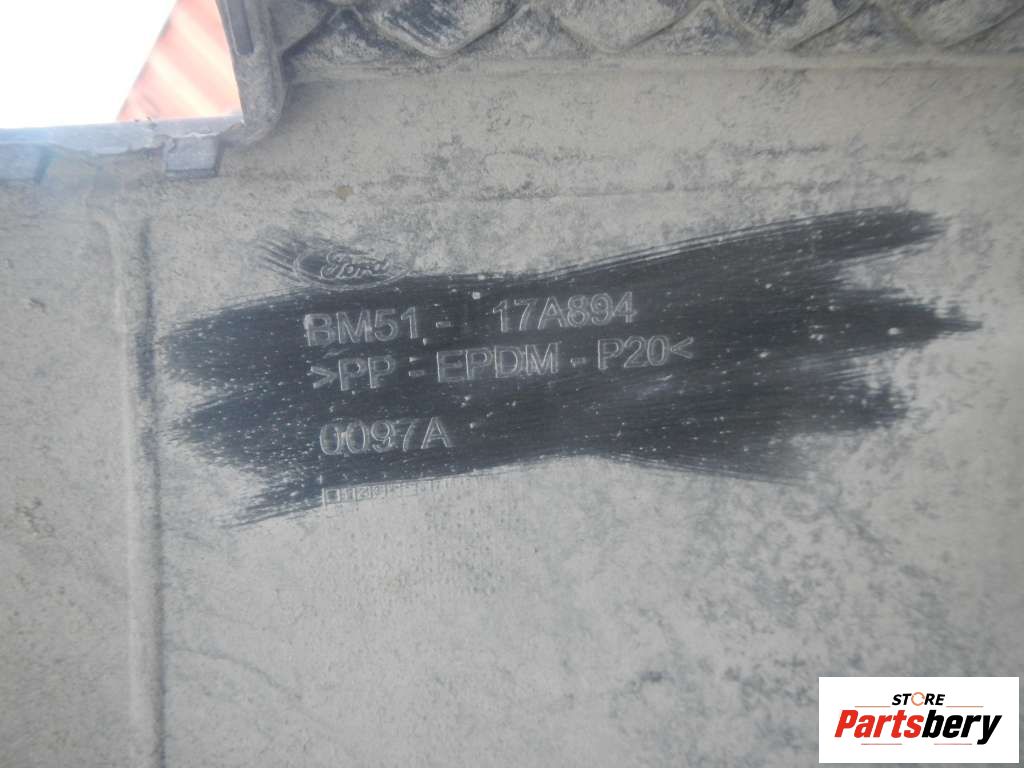 Ford
BM51 - 17A894
>PP - EPDM - P20<
0097A
STORE
Partsbery